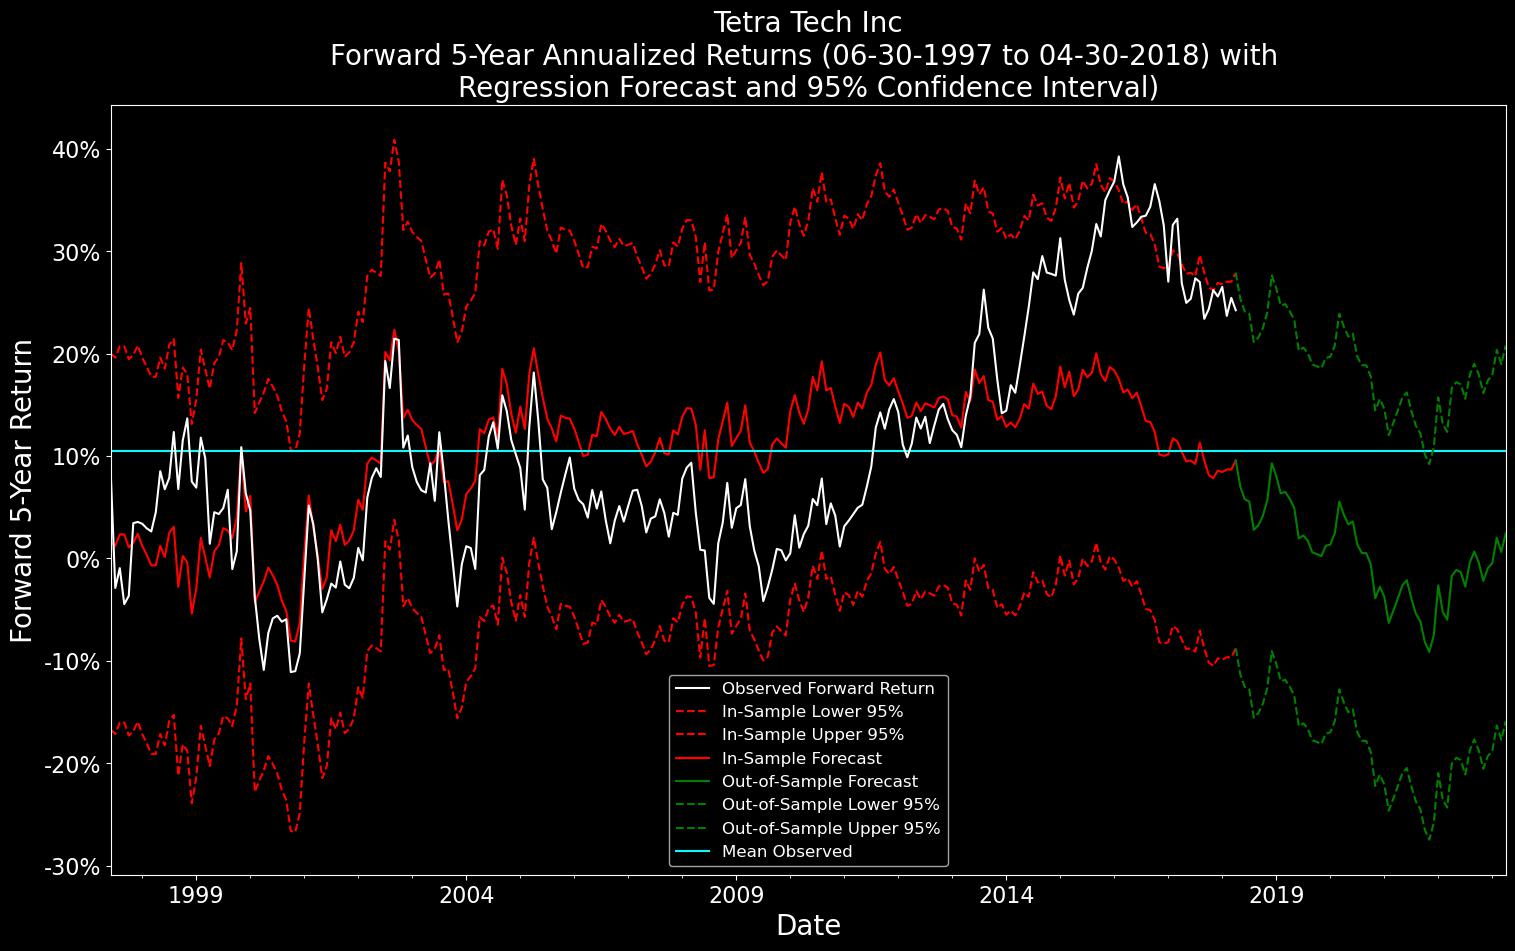 Tetra Tech Inc
Forward 5-Year Annualized Returns (06-30-1997 to 04-30-2018) with
Regression Forecast and 95% Confidence Interval)
Forward 5-Year Return
40%
30%
20%
10%
0%
-10%
-20%
-30%
Observed Forward Return
In-Sample Lower 95%
In-Sample Upper 95%
In-Sample Forecast
Out-of-Sample Forecast
Out-of-Sample Lower 95%
Out-of-Sample Upper 95%
Mean Observed
1999
2004
2009
2014
2019
Date